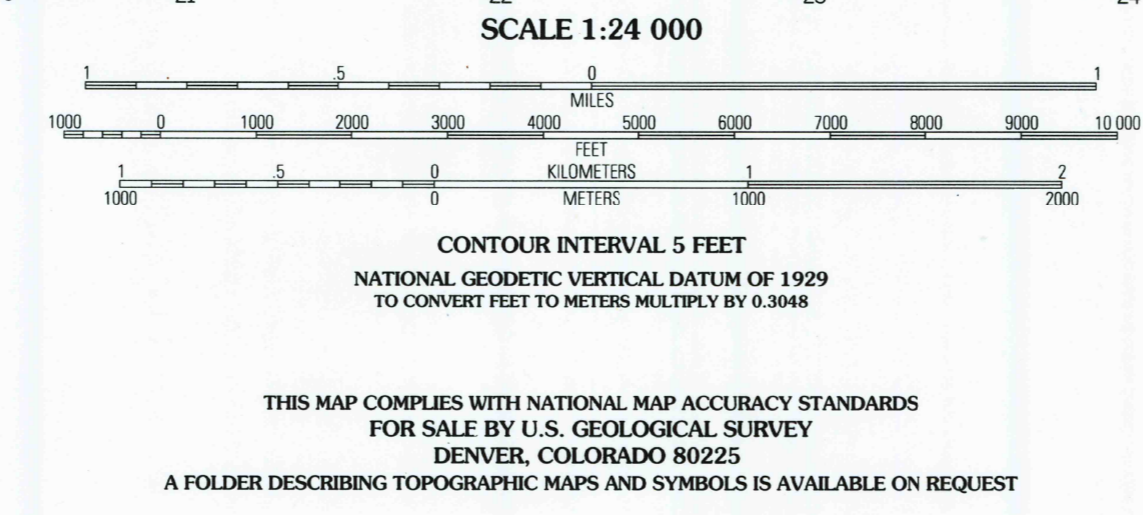 SCALE 1:24 000
1 .5 0 1
MILES
1000 0 1000 2000 3000 4000 5000 6000 7000 8000 9000 10 000
FEET
1 .5 0 KILOMETERS 1 2
1000 0 METERS 1000 2000
CONTOUR INTERVAL 5 FEET
NATIONAL GEODETIC VERTICAL DATUM OF 1929
TO CONVERT FEET TO METERS MULTIPLY BY 0.3048
THIS MAP COMPLIES WITH NATIONAL MAP ACCURACY STANDARDS
FOR SALE BY U.S. GEOLOGICAL SURVEY
DENVER, COLORADO 80225
A FOLDER DESCRIBING TOPOGRAPHIC MAPS AND SYMBOLS IS AVAILABLE ON REQUEST